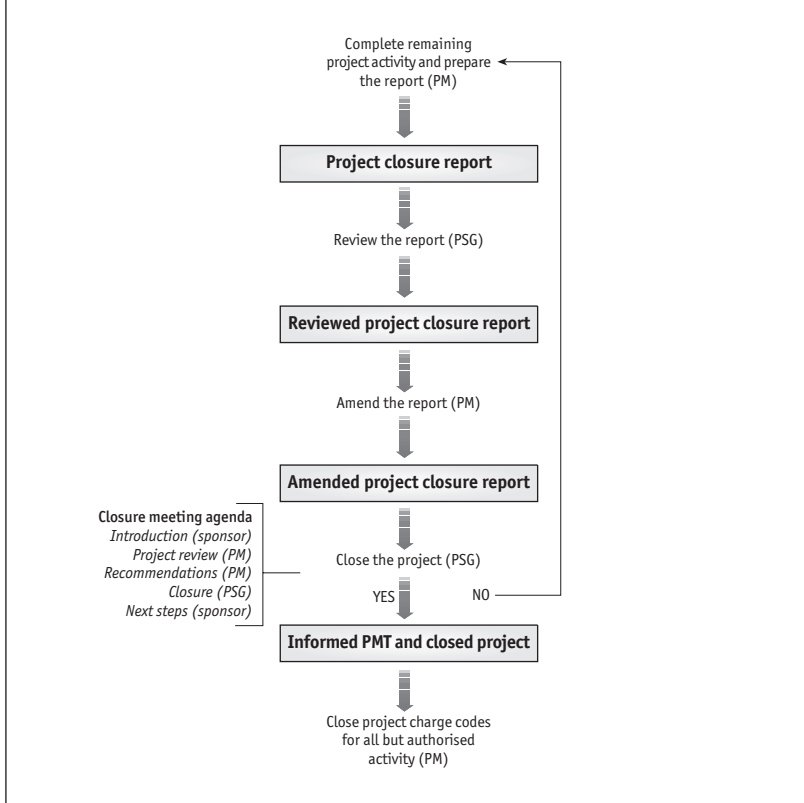 Complete remaining
project activity and prepare
the report (PM)
Project closure report
Review the report (PSG)
Reviewed project closure report
Amend the report (PM)
Amended project closure report
Closure meeting agenda
Introduction (sponsor)
Project review (PM)
Recommendations (PM)
Closure (PSG)
Next steps (sponsor)
Close the project (PSG)
YES
NO
Informed PMT and closed project
Close project charge codes
for all but authorised
activity (PM)